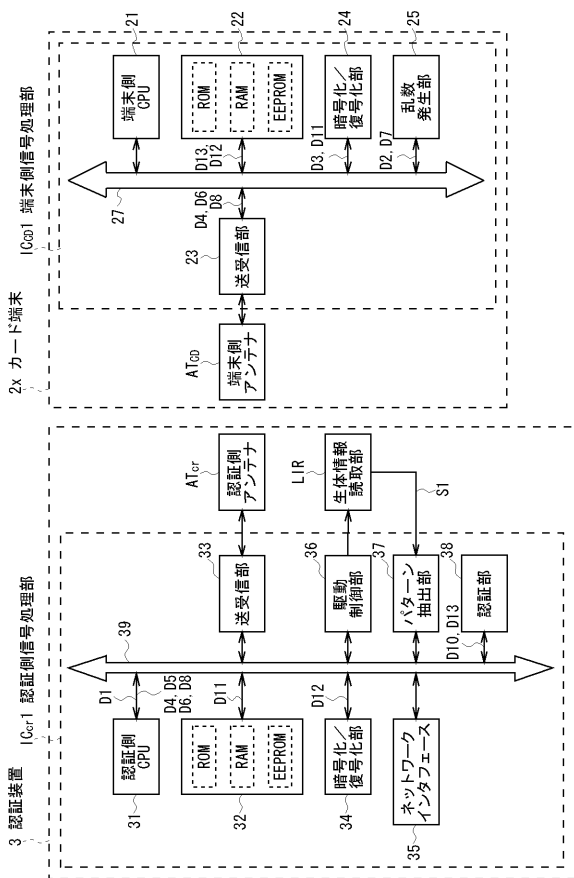 3 認証装置
ICcr1 認証側信号処理部
31
認証側
CPU
D1
D4, D5
D6, D8
39
33
送受信部
ATcr
認証側
アンテナ
32
ROM
RAM
EEPROM
D11
36
駆動
制御部
LIR
生体情報
読取部
S1
34
暗号化/
復号化部
D12
37
パターン
抽出部
35
ネットワーク
インタフェース
38
認証部
D10, D13
2x カード端末
ICCD1 端末側信号処理部
ATCD
端末側
アンテナ
23
送受信部
27
D4, D6
D8
21
端末側
CPU
22
ROM
RAM
EEPROM
D13,
D12
24
暗号化/
復号化部
D3, D11
25
乱数
発生部
D2, D7